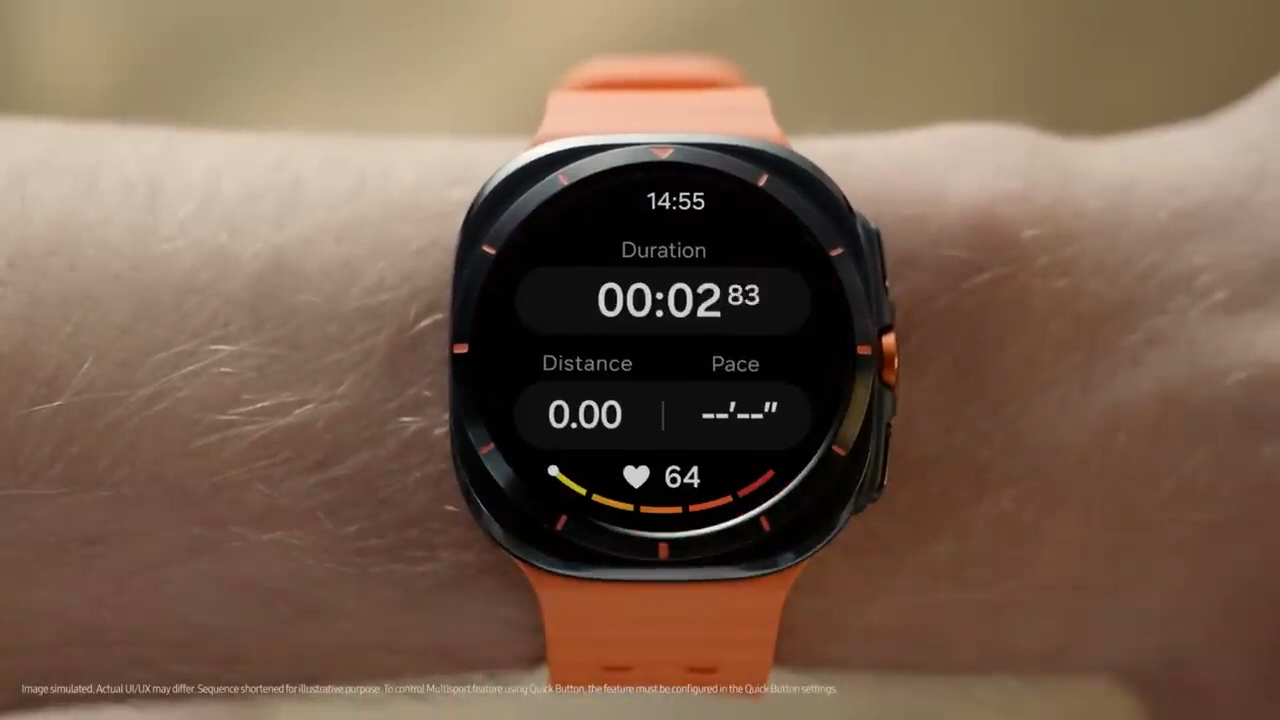 14:55
Duration
00:02 83
Distance Pace
0.00 | --'--"
64
Image simulated. Actual UI/UX may differ. Sequence shortened for illustrative purpose. To control Multisport feature using Quick Button, the feature must be configured in the Quick Button settings.